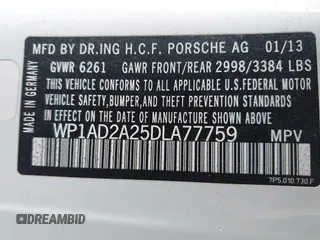 MFD BY DR.ING H.C.F. PORSCHE AG 01/13
GVWR 6261 GAWR FRONT/REAR 2998/3384 LBS
THIS VEHICLE CONFORMS TO ALL APPLICABLE
U.S. FEDERAL MOTOR VEHICLE
SAFETY, BUMPER, AND THEFT PREVENTION
STANDARDS IN EFFECT ON THE DATE OF
MANUFACTURE SHOWN ABOVE
WP1AD2A25DLA77759 MPV
MADE IN GERMANY
7P5.010.730.F
DREAMBID